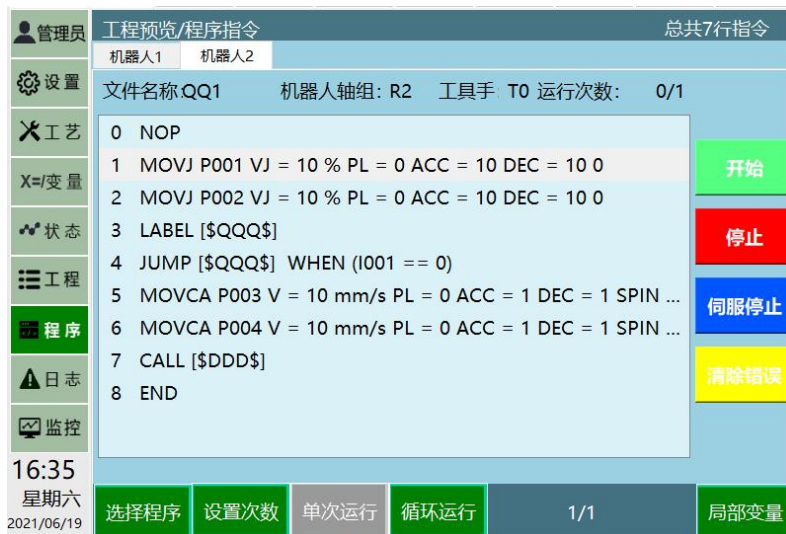 管理员
设置
工艺
X=/变量
状态
工程
程序
日志
监控
16:35
星期六
2021/06/19
工程预览/程序指令
总共7行指令
机器人1 机器人2
文件名称:QQ1 机器人轴组: R2 工具手: T0 运行次数: 0/1
0 NOP
1 MOVJ P001 VJ = 10 % PL = 0 ACC = 10 DEC = 10 0
2 MOVJ P002 VJ = 10 % PL = 0 ACC = 10 DEC = 10 0
3 LABEL [$QQQ$]
4 JUMP [$QQQ$] WHEN (I001 == 0)
5 MOVCA P003 V = 10 mm/s PL = 0 ACC = 1 DEC = 1 SPIN ...
6 MOVCA P004 V = 10 mm/s PL = 0 ACC = 1 DEC = 1 SPIN ...
7 CALL [$DDD$]
8 END
开始
停止
伺服停止
清除错误
选择程序 设置次数 单次运行 循环运行 1/1 局部变量